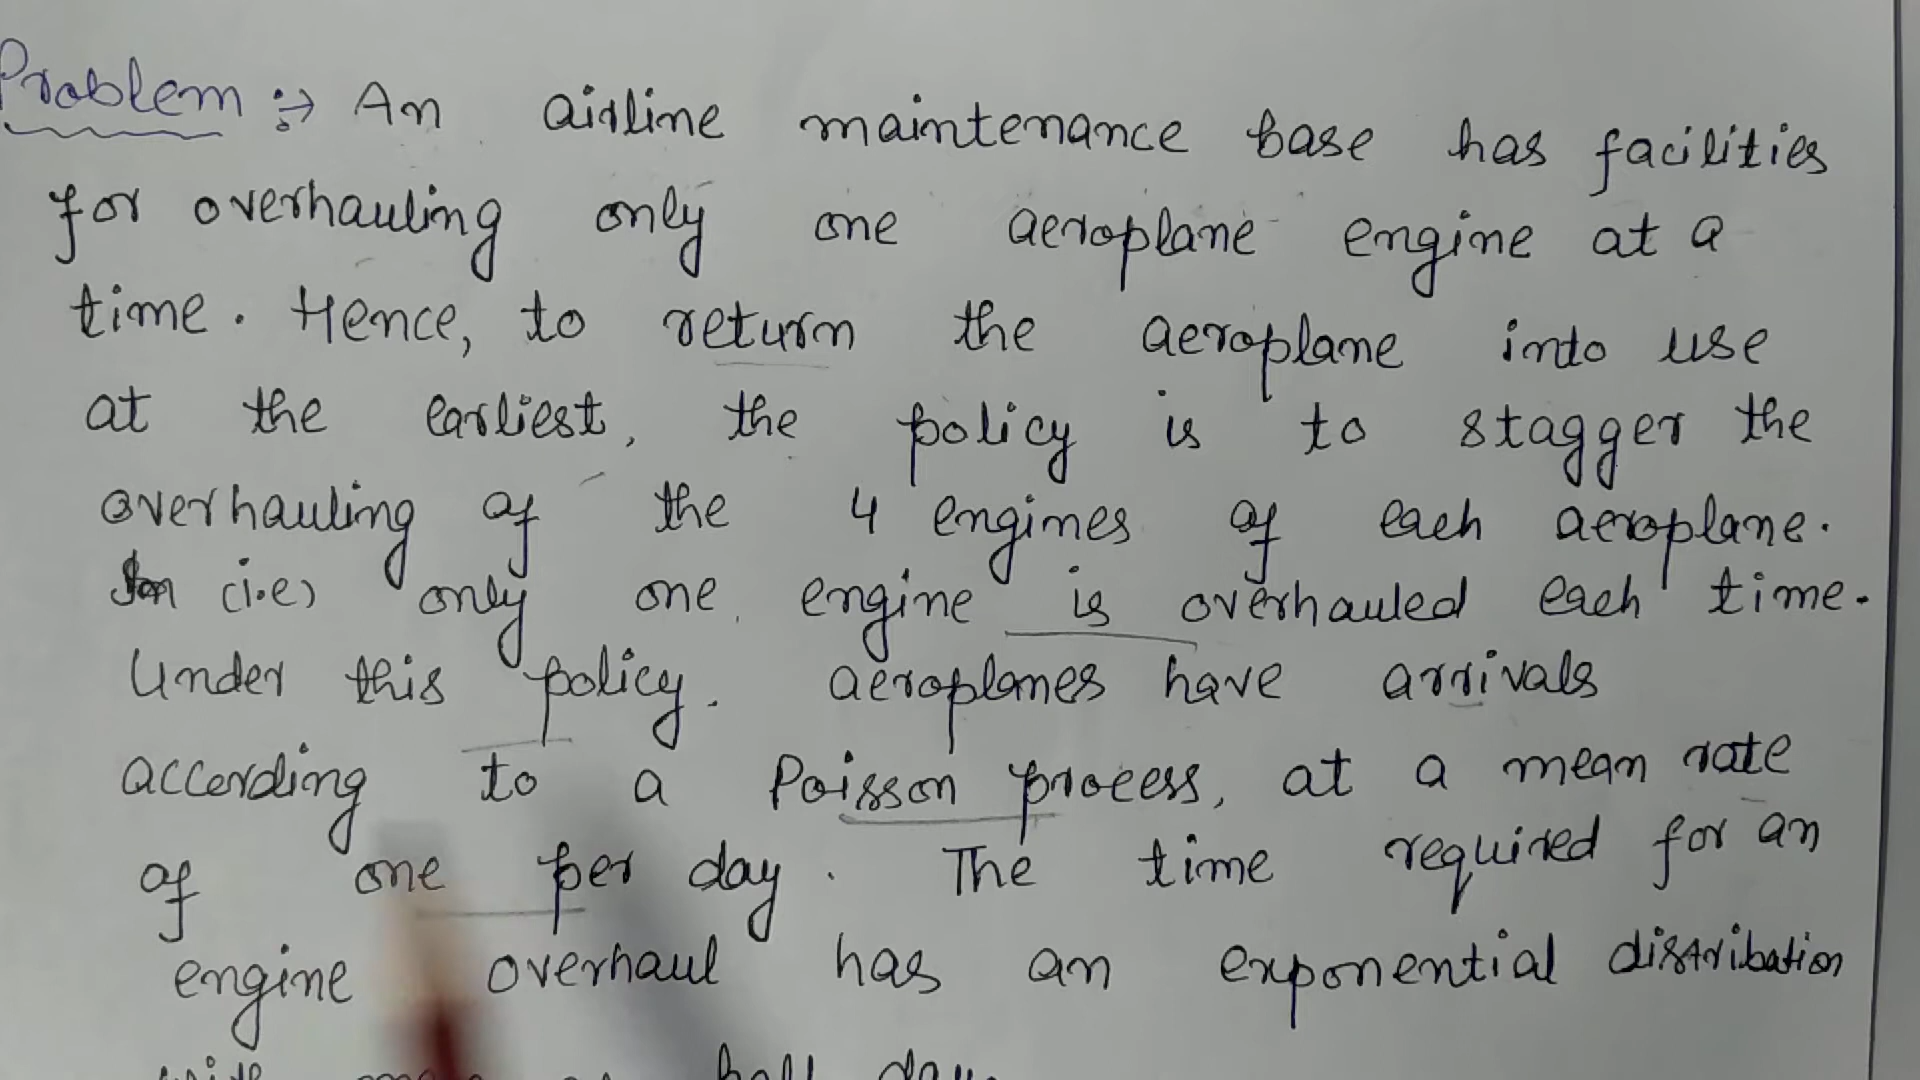 Problem :→ An airline maintenance base has facilities
for overhauling only one aeroplane engine at a
time. Hence, to return the aeroplane into use
at the earliest, the policy is to stagger the
overhauling of the 4 engines of each aeroplane.
(i.e) only one engine is overhauled each time.
Under this policy. aeroplanes have arrivals
according to a Poisson process, at a mean rate
of one per day. The time required for an
engine overhaul has an exponential distribution
half day.